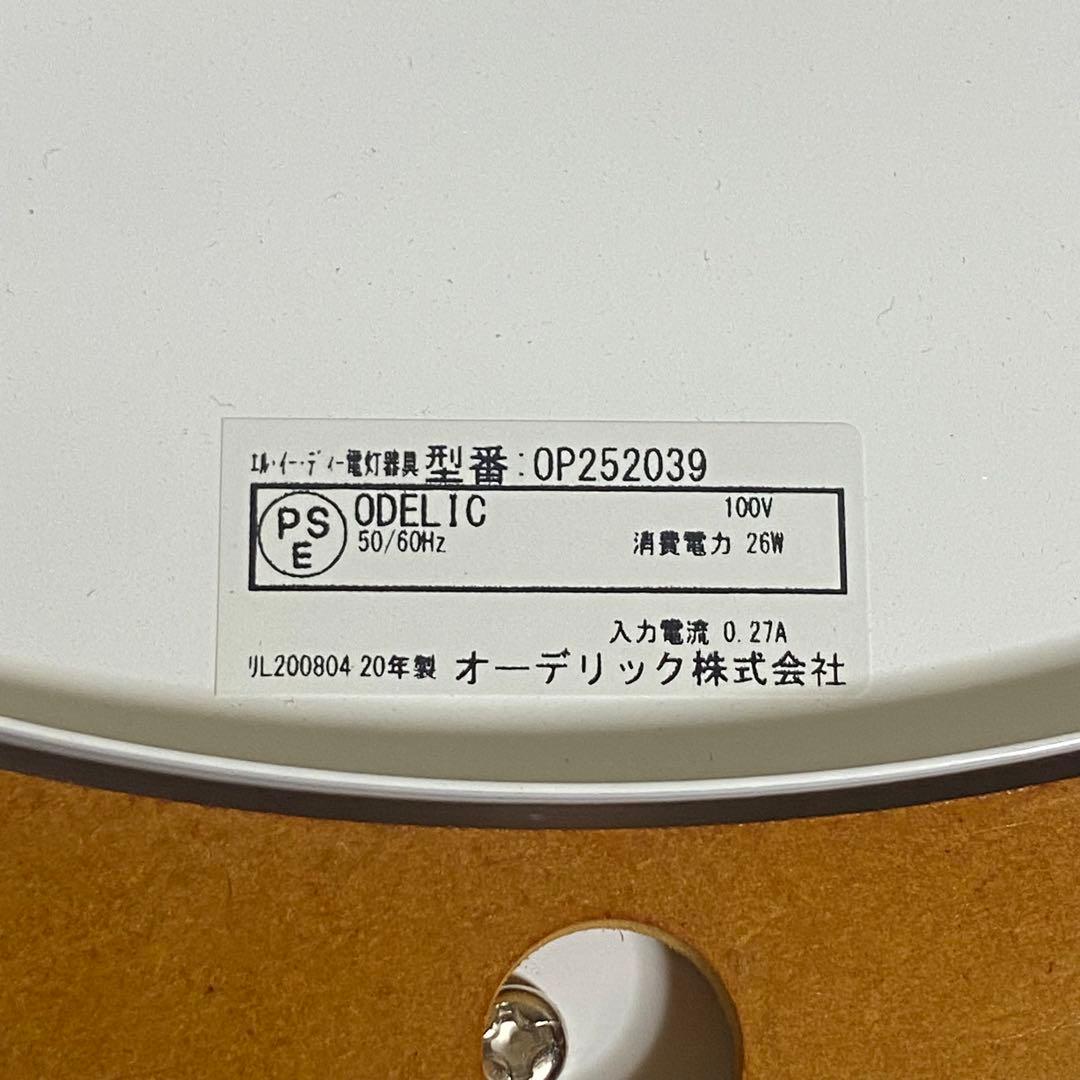 ｴﾙ･ｲｰ･ﾃﾞｨｰ電灯器具 型番:OP252039
PSE ODELIC 100V
50/60Hz 消費電力 26W
入力電流 0.27A
ﾘL200804 20年製 オーデリック株式会社